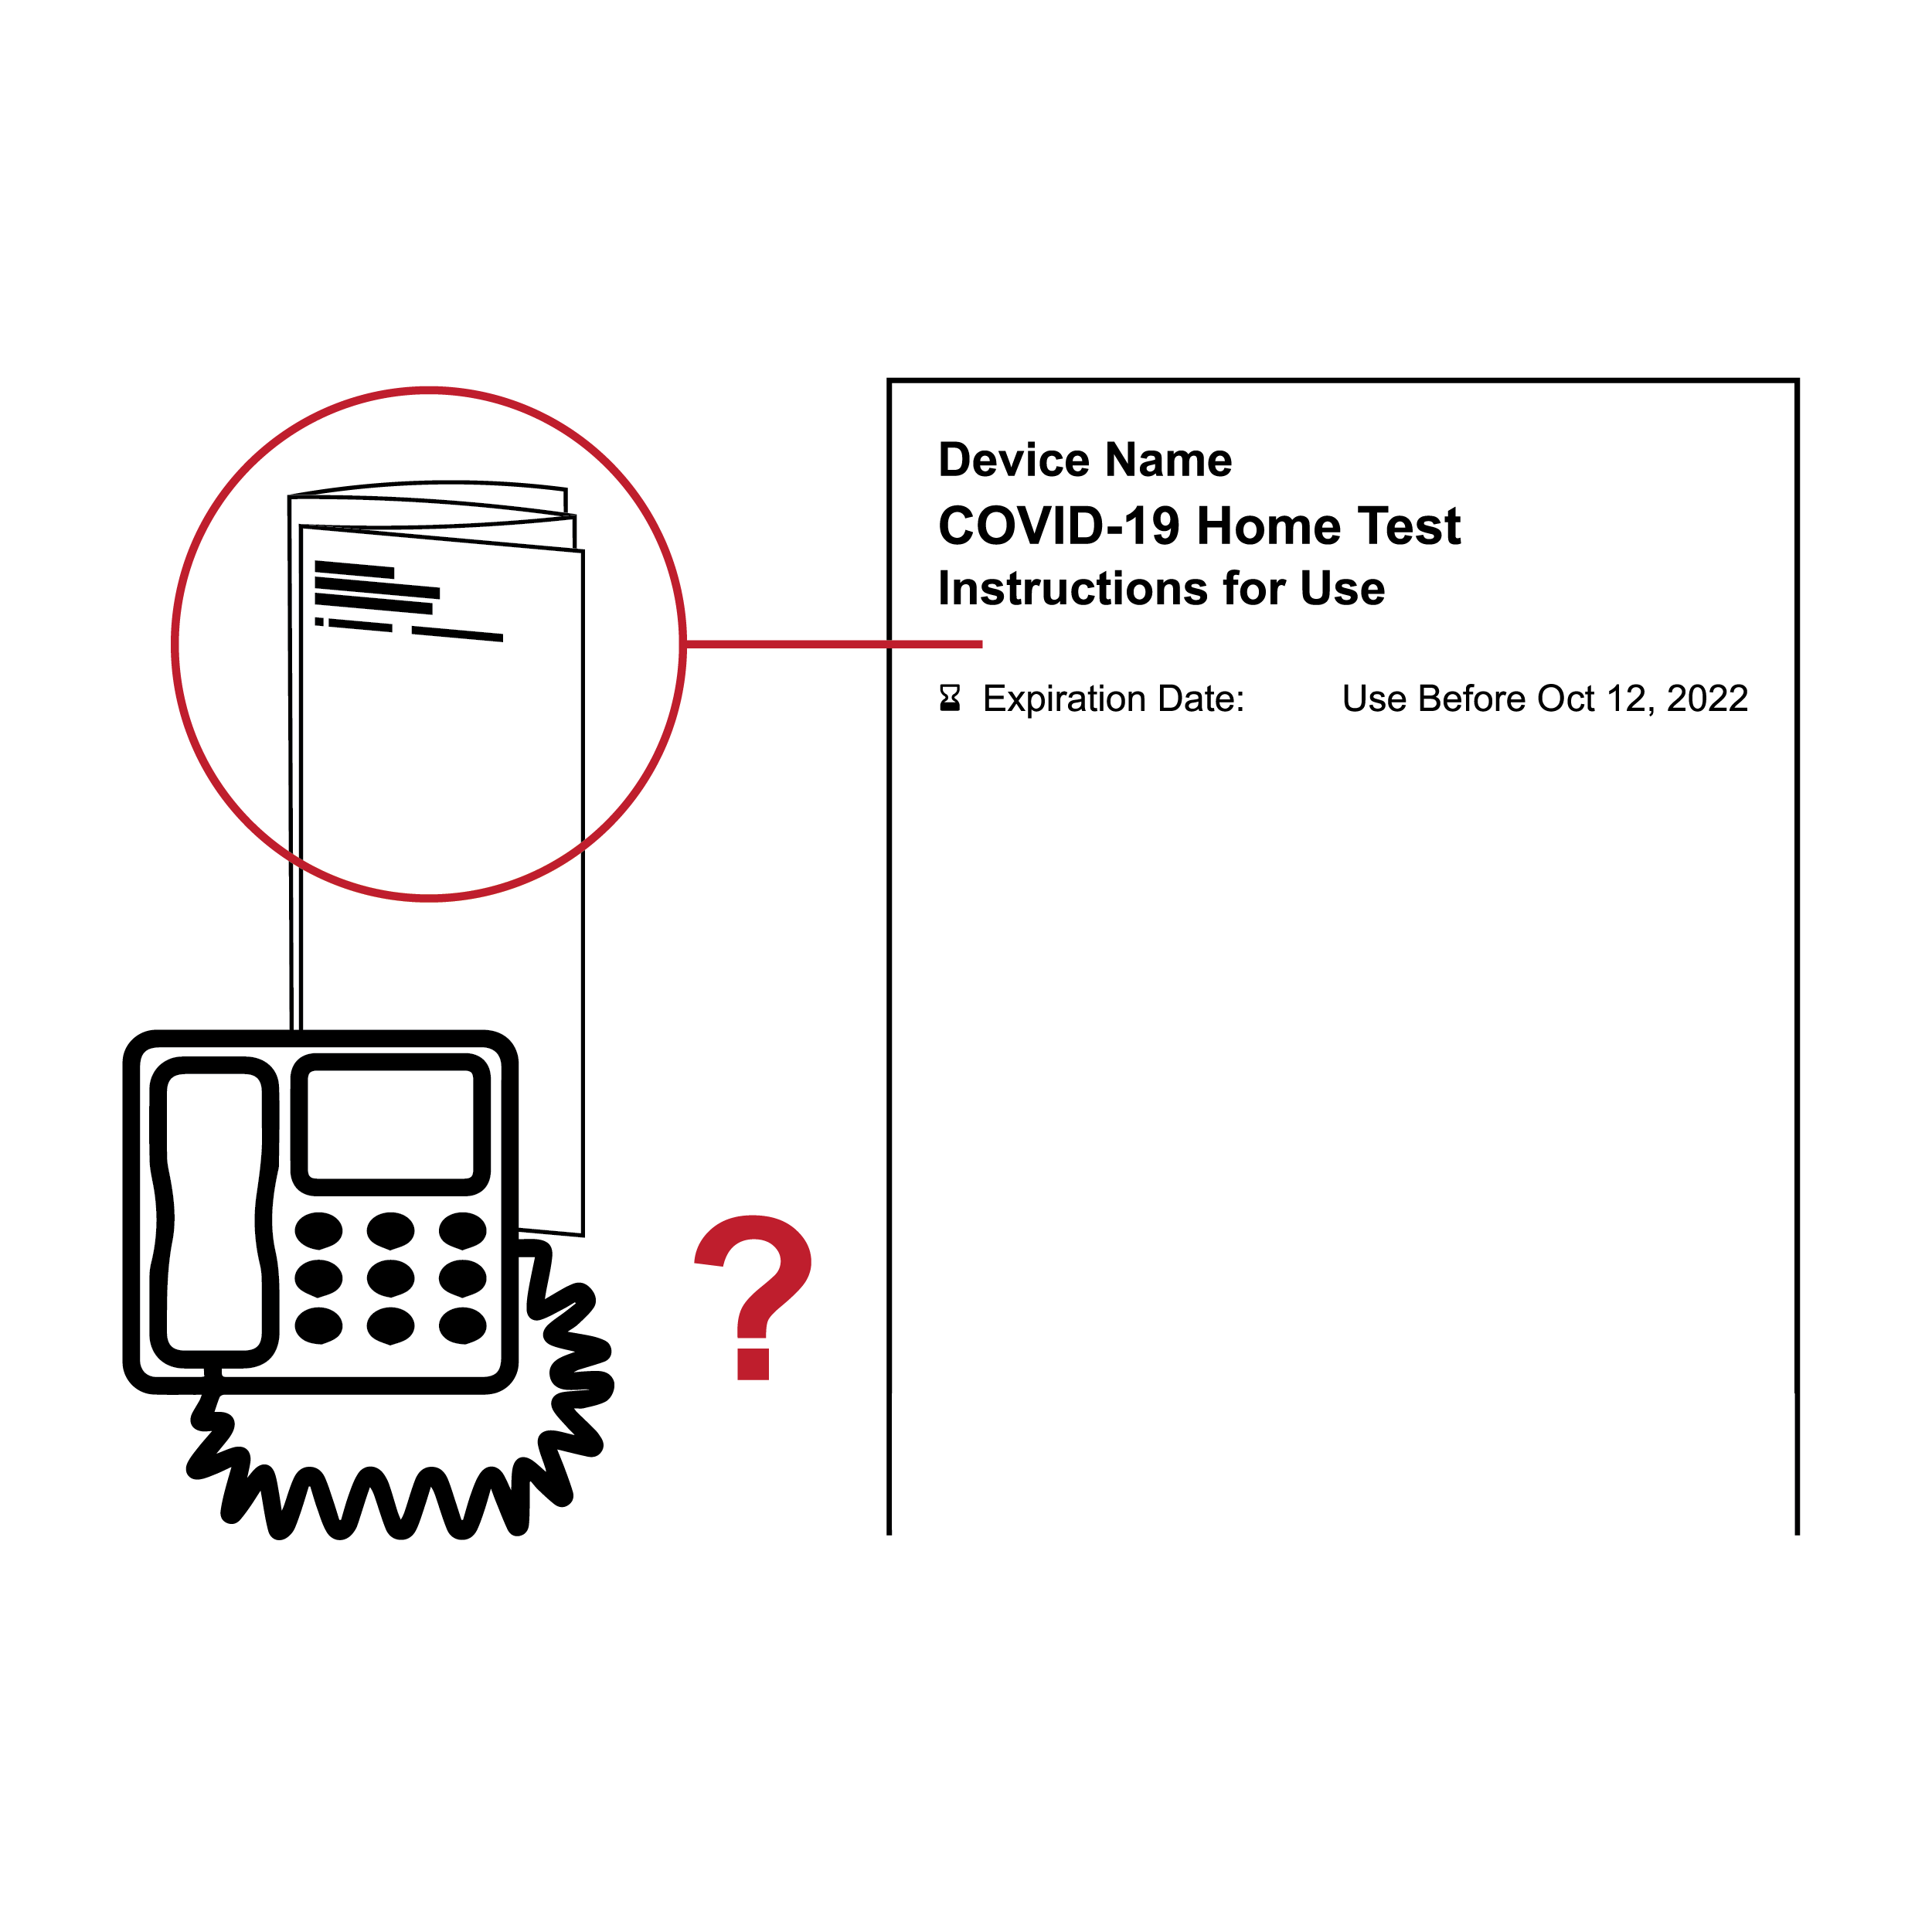 Device Name
COVID-19 Home Test
Instructions for Use
Expiration Date: Use Before Oct 12, 2022
?